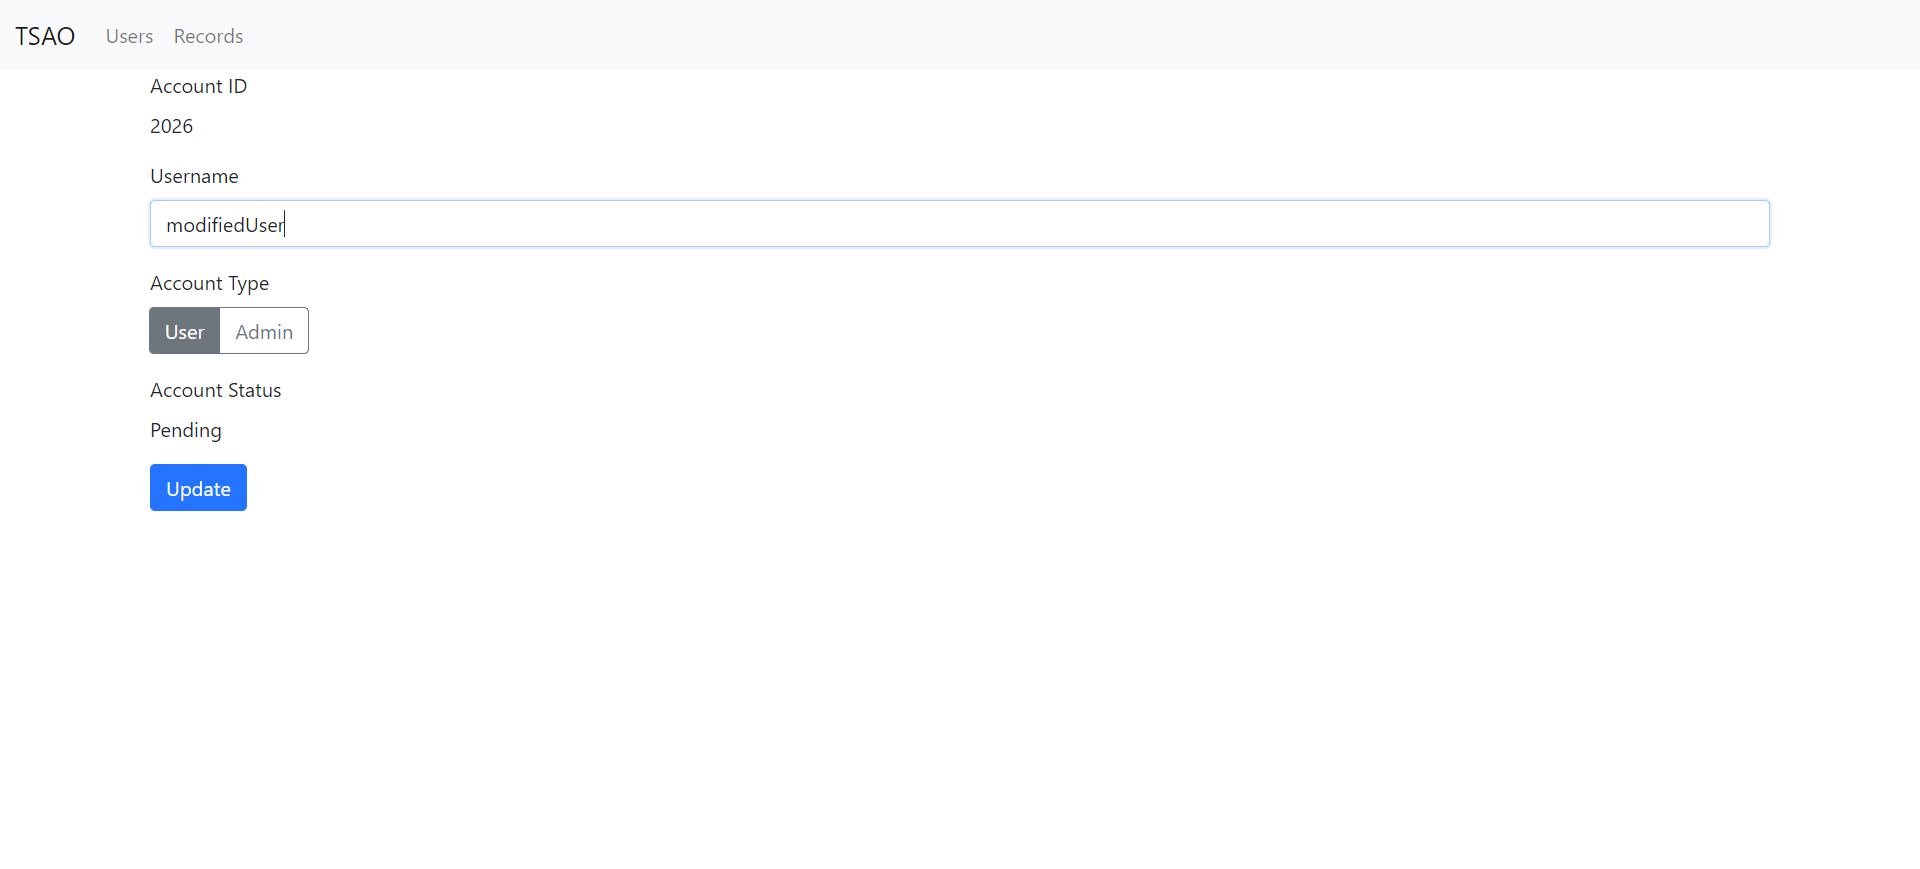 TSAO Users Records
Account ID
2026
Username
modifiedUser
Account Type
User Admin
Account Status
Pending
Update